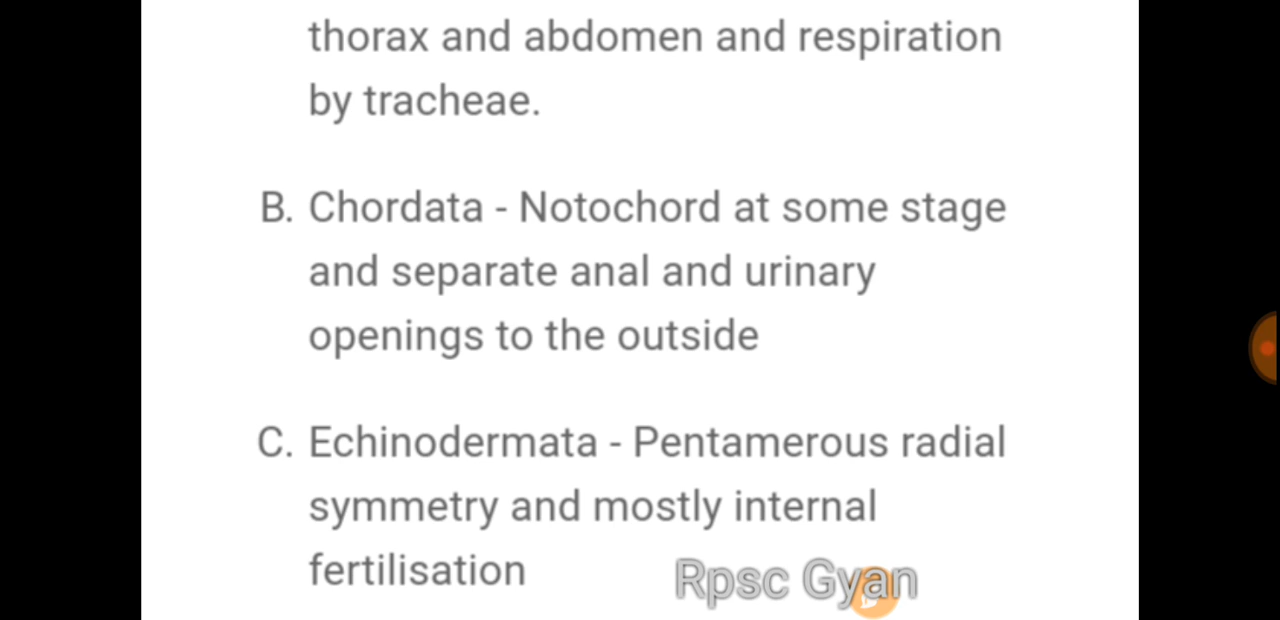 thorax and abdomen and respiration
by tracheae.
B. Chordata - Notochord at some stage
and separate anal and urinary
openings to the outside
C. Echinodermata - Pentamerous radial
symmetry and mostly internal
fertilisation
Rpsc Gyan